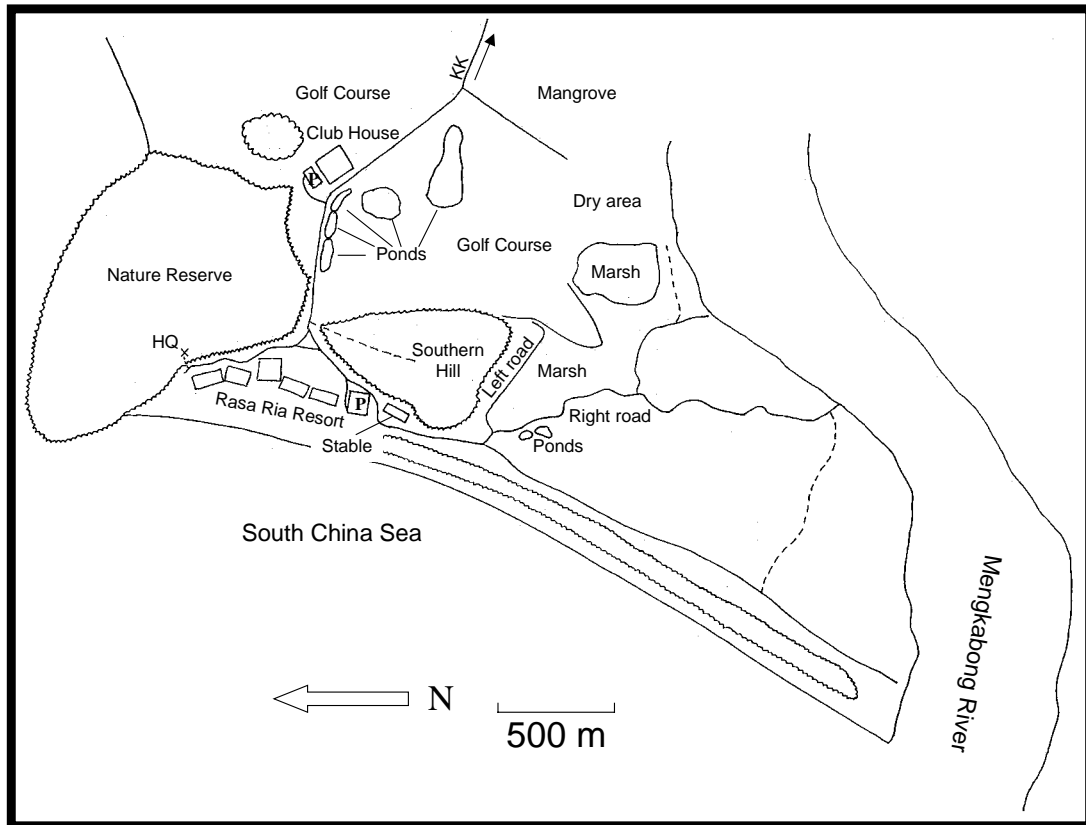 KK
Golf Course
Mangrove
Club House
P
Dry area
Golf Course
Ponds
Marsh
Nature Reserve
HQ
Southern
Hill
Left road
Marsh
Rasa Ria Resort
P
Right road
Stable
Ponds
South China Sea
Mengkabong River
N
500 m